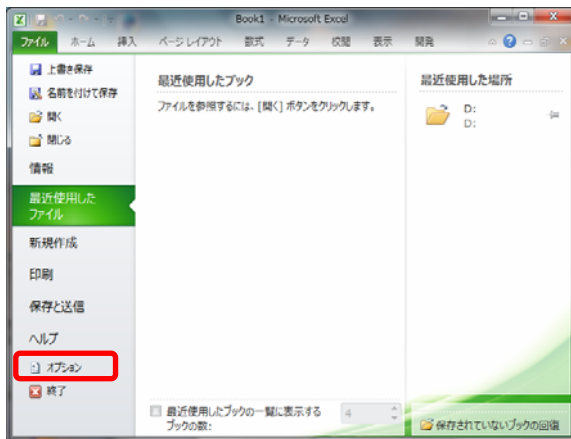 Book1 - Microsoft Excel
ファイル ホーム 挿入 ページ レイアウト 数式 データ 校閲 表示 開発
上書き保存
名前を付けて保存
開く
閉じる
情報
最近使用した
ファイル
新規作成
印刷
保存と送信
ヘルプ
オプション
終了
最近使用したブック
ファイルを参照するには、[開く] ボタンをクリックします。
最近使用したブックの一覧に表示する
ブックの数:
4
最近使用した場所
D:
D:
保存されていないブックの回復